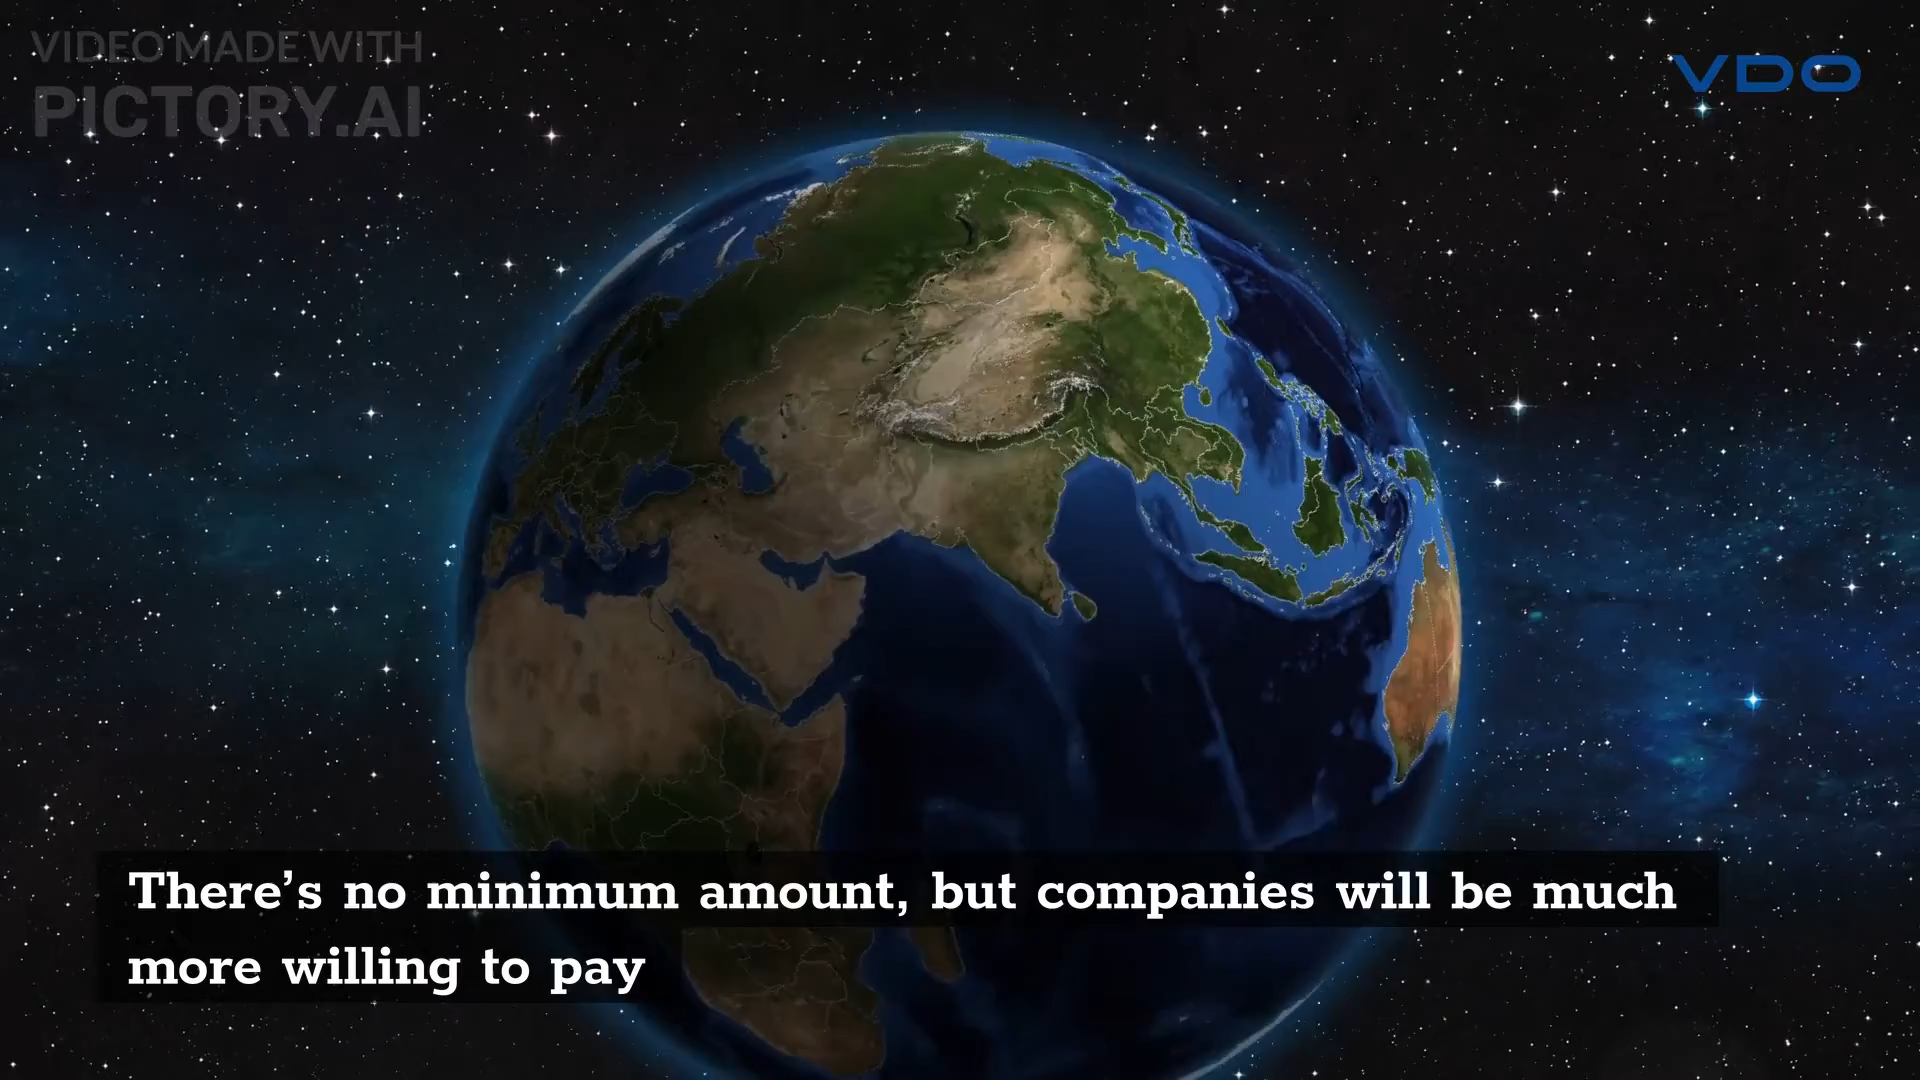 VIDEO MADE WITH
PICTORY.AI
VDO
There's no minimum amount, but companies will be much
more willing to pay